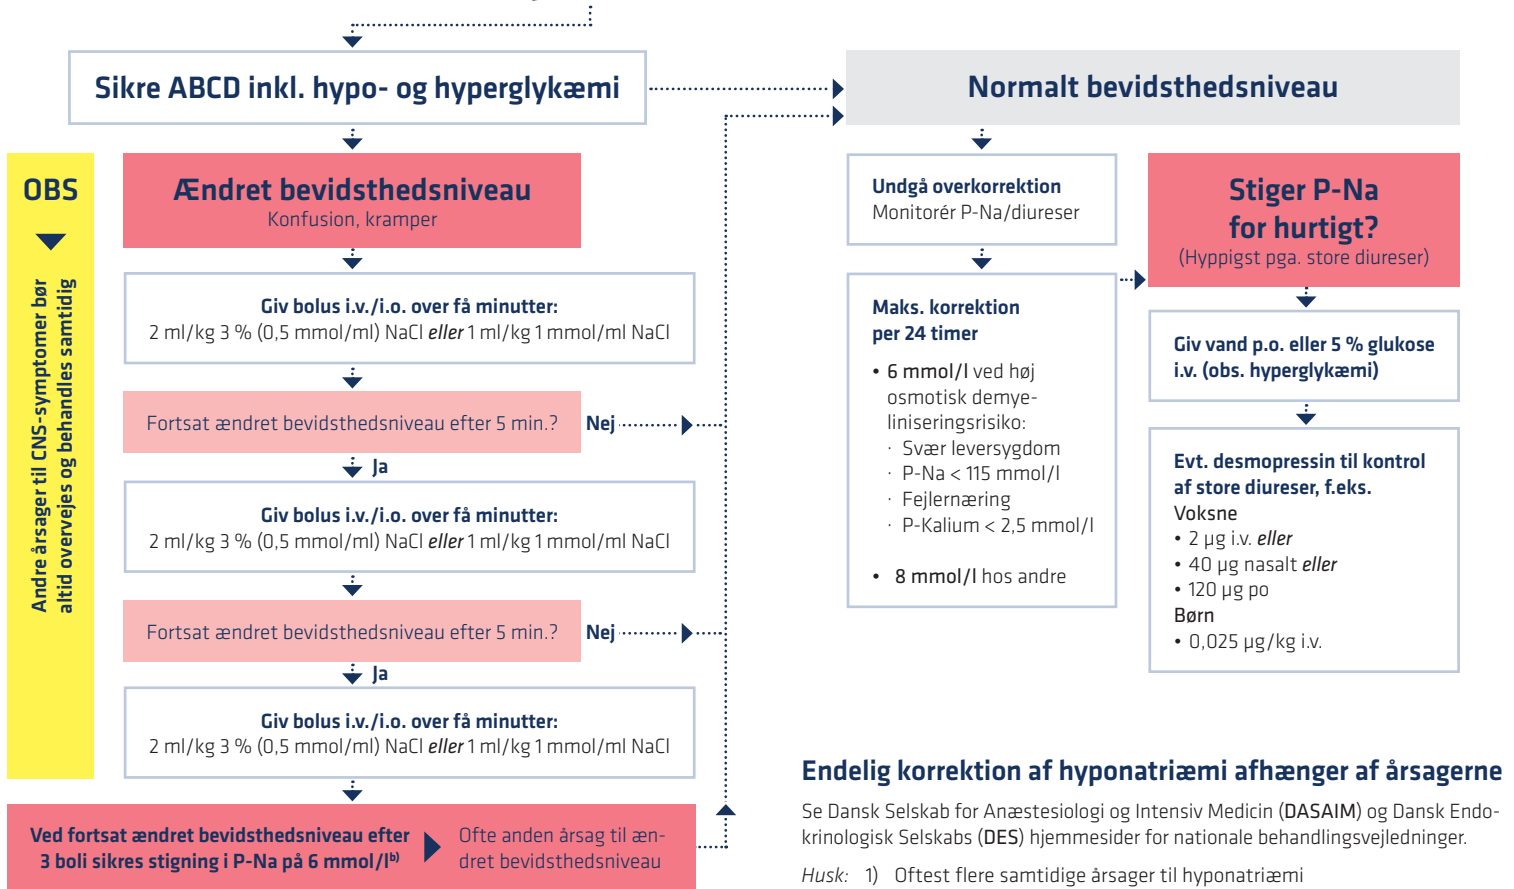 Sikre ABCD inkl. hypo- og hyperglykæmi
OBS
Andre årsager til CNS-symptomer bør
altid overvejes og behandles samtidig
Ændret bevidsthedsniveau
Konfusion, kramper
Giv bolus i.v./i.o. over få minutter:
2 ml/kg 3 % (0,5 mmol/ml) NaCl eller 1 ml/kg 1 mmol/ml NaCl
Fortsat ændret bevidsthedsniveau efter 5 min.? Nej
Ja
Giv bolus i.v./i.o. over få minutter:
2 ml/kg 3 % (0,5 mmol/ml) NaCl eller 1 ml/kg 1 mmol/ml NaCl
Fortsat ændret bevidsthedsniveau efter 5 min.? Nej
Ja
Giv bolus i.v./i.o. over få minutter:
2 ml/kg 3 % (0,5 mmol/ml) NaCl eller 1 ml/kg 1 mmol/ml NaCl
Ved fortsat ændret bevidsthedsniveau efter
3 boli sikres stigning i P-Na på 6 mmol/l b)
Ofte anden årsag til æn-
dret bevidsthedsniveau
Normalt bevidsthedsniveau
Undgå overkorrektion
Monitorér P-Na/diureser
Maks. korrektion
per 24 timer
• 6 mmol/l ved høj
osmotisk demye-
liniseringsrisiko:
· Svær leversygdom
· P-Na < 115 mmol/l
· Fejlernæring
· P-Kalium < 2,5 mmol/l
• 8 mmol/l hos andre
Stiger P-Na
for hurtigt?
(Hyppigst pga. store diureser)
Giv vand p.o. eller 5 % glukose
i.v. (obs. hyperglykæmi)
Evt. desmopressin til kontrol
af store diureser, f.eks.
Voksne
• 2 µg i.v. eller
• 40 µg nasalt eller
• 120 µg po
Børn
• 0,025 µg/kg i.v.
Endelig korrektion af hyponatriæmi afhænger af årsagerne
Se Dansk Selskab for Anæstesiologi og Intensiv Medicin (DASAIM) og Dansk Endo-
krinologisk Selskabs (DES) hjemmesider for nationale behandlingsvejledninger.
Husk: 1) Oftest flere samtidige årsager til hyponatriæmi